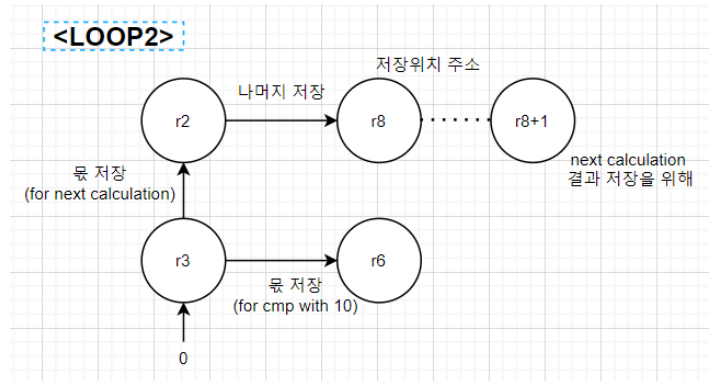 <LOOP2>
저장위치 주소
나머지 저장
r2
r8
r8+1
몫 저장
(for next calculation)
next calculation
결과 저장을 위해
r3
r6
몫 저장
(for cmp with 10)
0